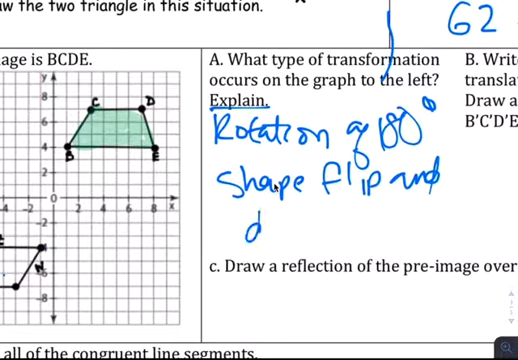 w the two triangle in this situation.
62
age is BCDE.
A. What type of transformation
occurs on the graph to the left?
Explain.
Rotation of 180°
Shape flip and
d
B. Writ
transla
Draw a
B'C'D'E
y
8
6
4
2
0
-2
-8
-4 -2 2 4 6 8 x
C D
B E
N
c. Draw a reflection of the pre-image over
all of the congruent line segments.